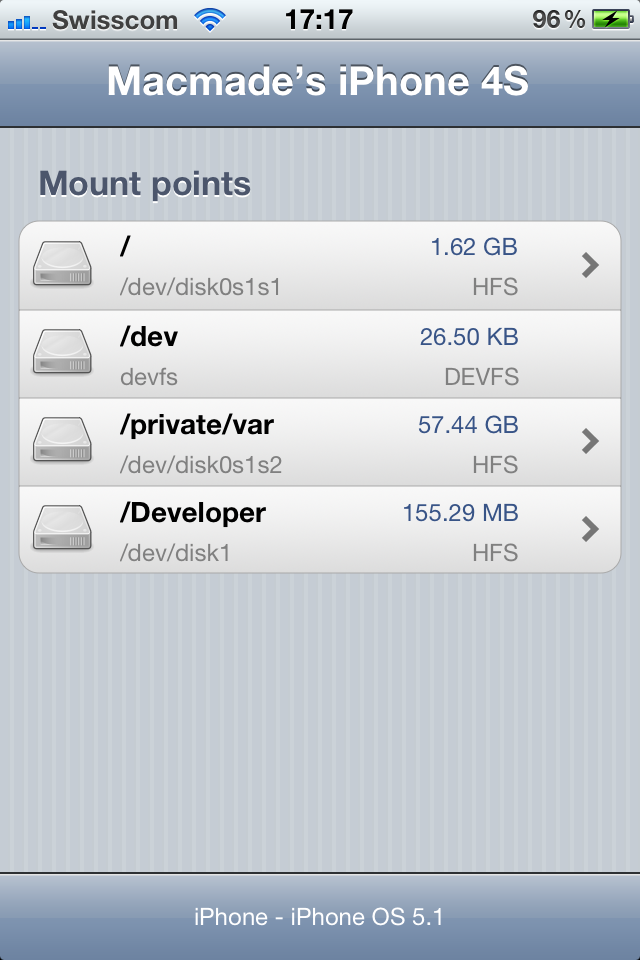 Swisscom 17:17 96 %
Macmade’s iPhone 4S
Mount points
/ 1.62 GB
/dev/disk0s1s1 HFS
/dev 26.50 KB
devfs DEVFS
/private/var 57.44 GB
/dev/disk0s1s2 HFS
/Developer 155.29 MB
/dev/disk1 HFS
iPhone - iPhone OS 5.1